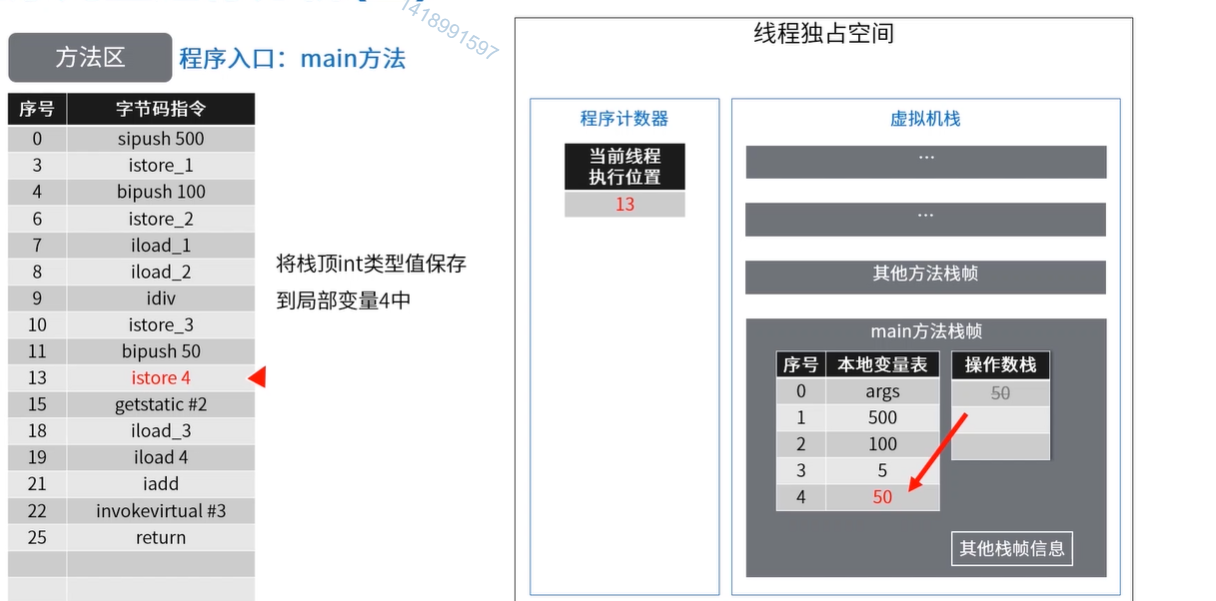 1418991597
方法区
程序入口：main方法
序号 字节码指令
0 sipush 500
3 istore_1
4 bipush 100
6 istore_2
7 iload_1
8 iload_2
9 idiv
10 istore_3
11 bipush 50
13 istore 4
15 getstatic #2
18 iload_3
19 iload 4
21 iadd
22 invokevirtual #3
25 return
将栈顶int类型值保存
到局部变量4中
线程独占空间
程序计数器
当前线程
执行位置
13
虚拟机栈
...
...
其他方法栈帧
main方法栈帧
序号 本地变量表
0 args
1 500
2 100
3 5
4 50
操作数栈
50
其他栈帧信息